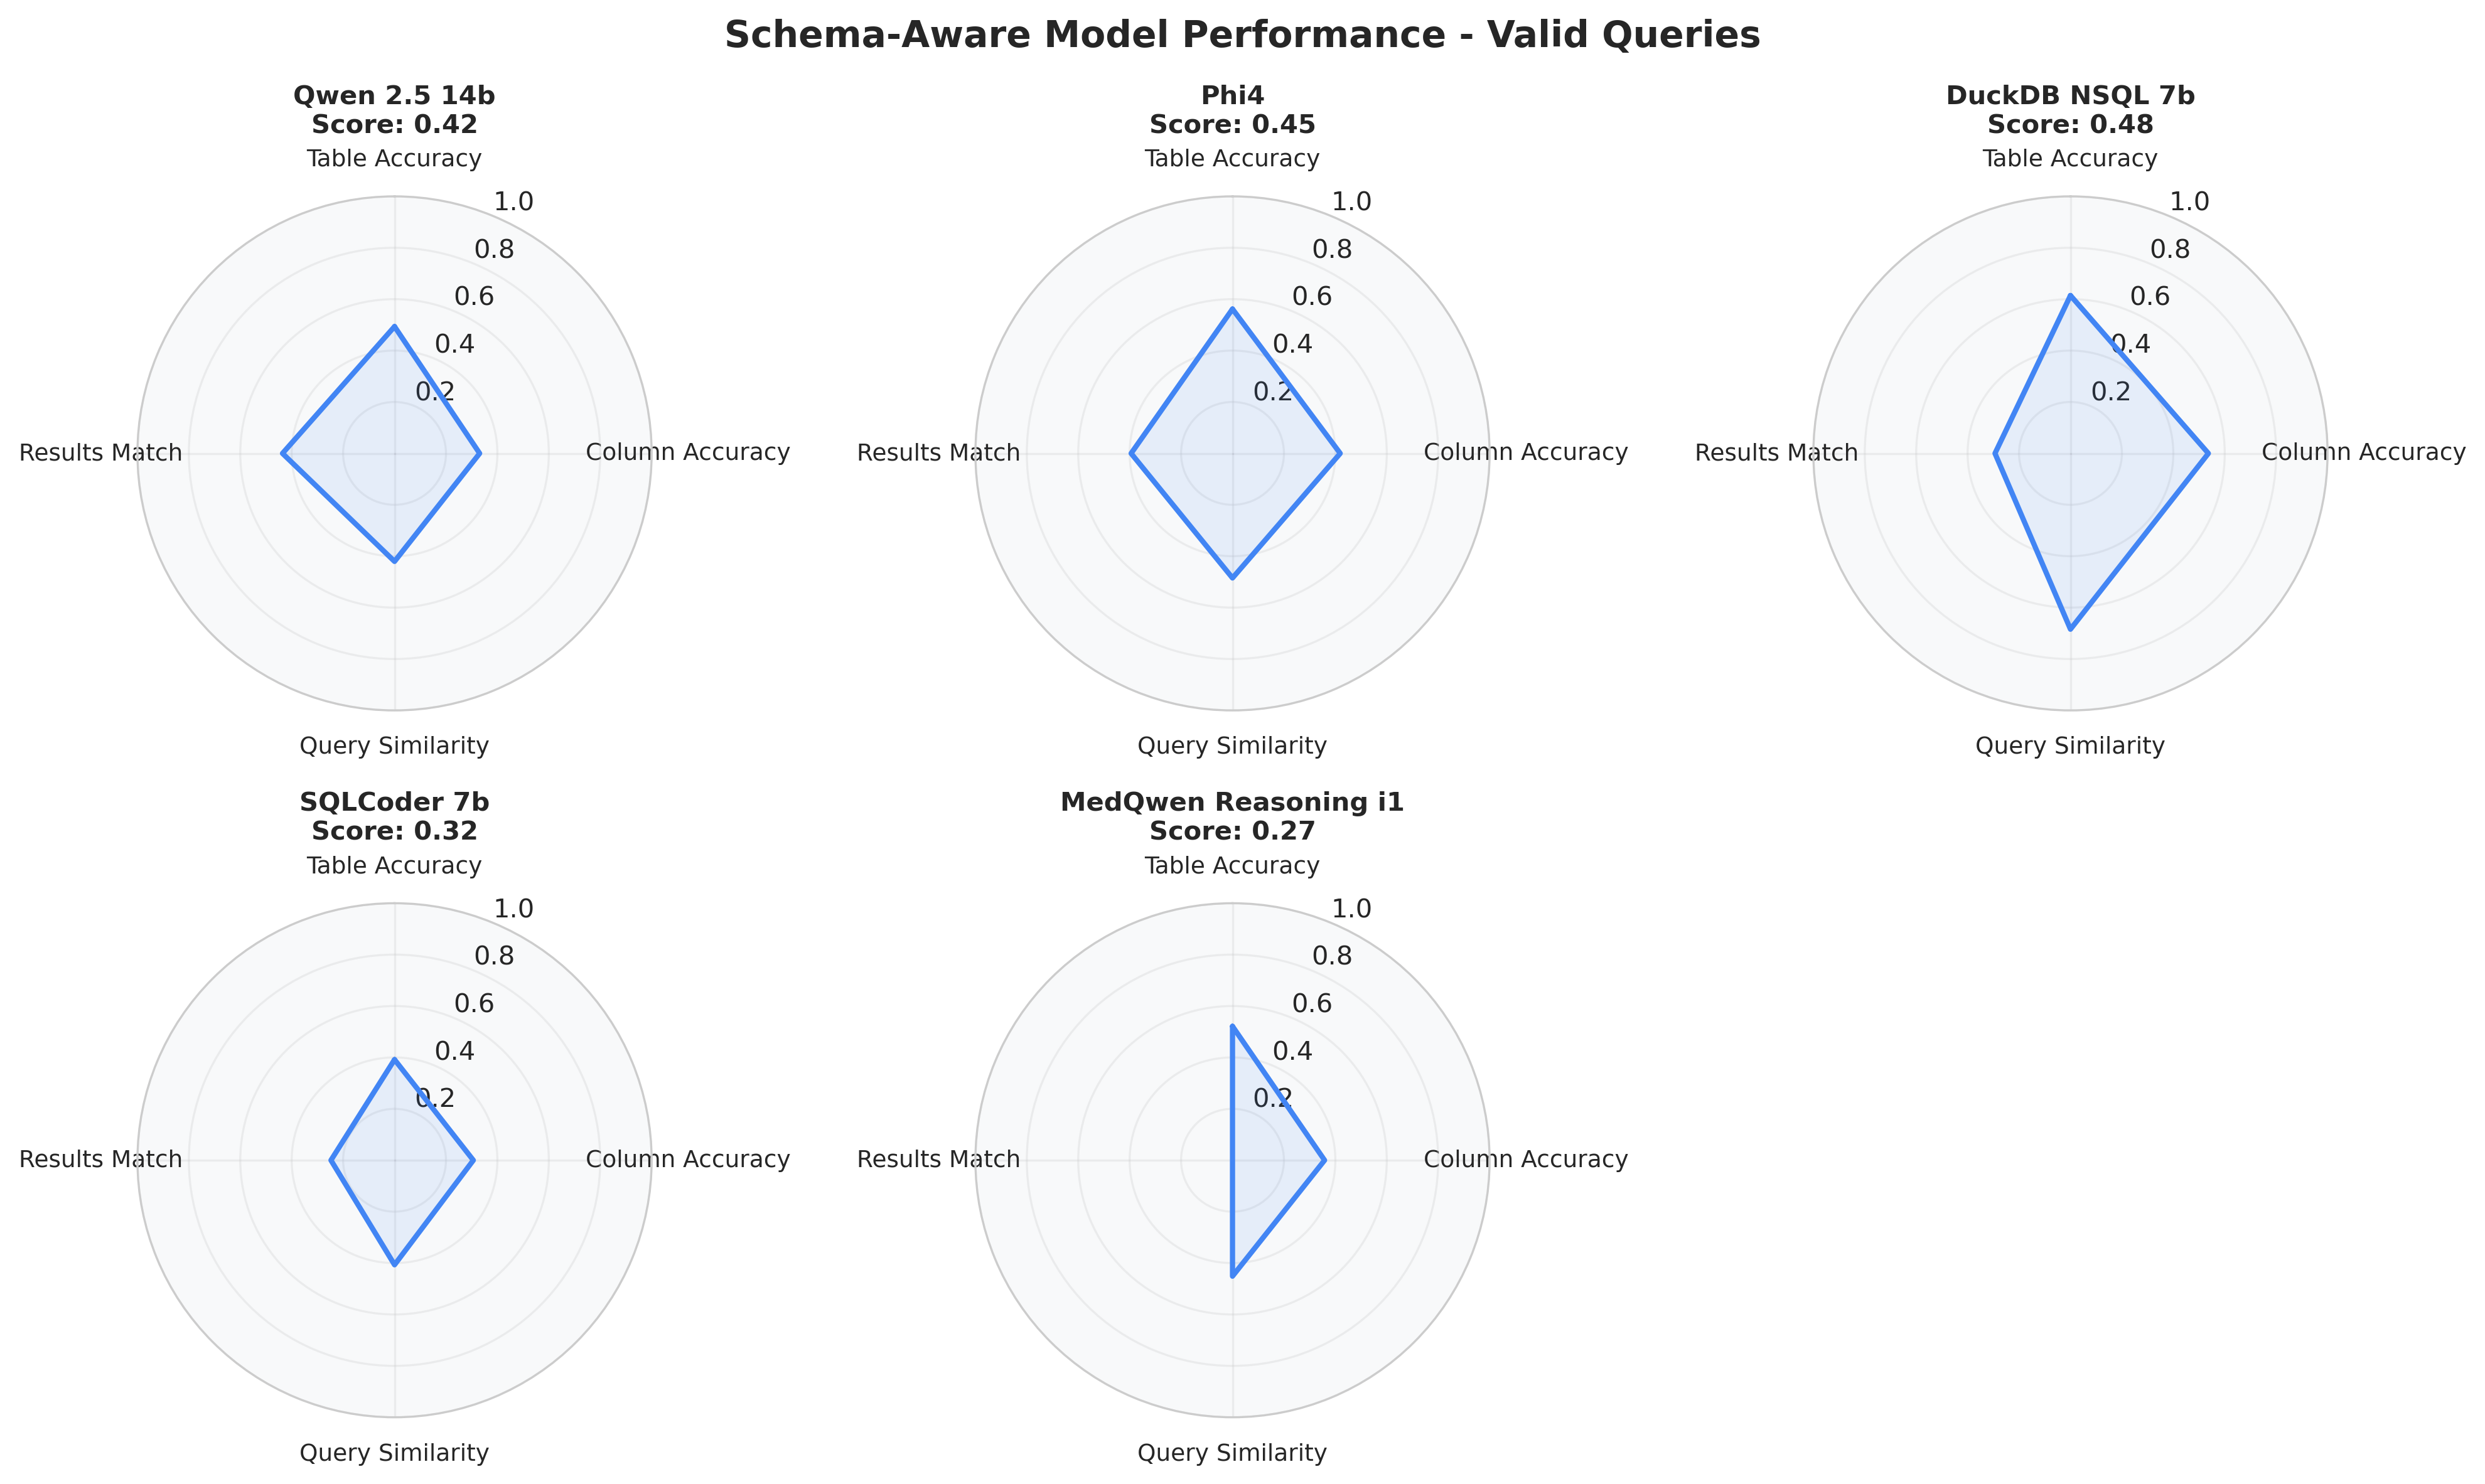 Schema-Aware Model Performance - Valid Queries
Qwen 2.5 14b
Score: 0.42
Table Accuracy
1.0
0.8
0.6
0.4
0.2
Results Match
Column Accuracy
Query Similarity
Phi4
Score: 0.45
Table Accuracy
1.0
0.8
0.6
0.4
0.2
Results Match
Column Accuracy
Query Similarity
DuckDB NSQL 7b
Score: 0.48
Table Accuracy
1.0
0.8
0.6
0.4
0.2
Results Match
Column Accuracy
Query Similarity
SQLCoder 7b
Score: 0.32
Table Accuracy
1.0
0.8
0.6
0.4
0.2
Results Match
Column Accuracy
Query Similarity
MedQwen Reasoning i1
Score: 0.27
Table Accuracy
1.0
0.8
0.6
0.4
0.2
Results Match
Column Accuracy
Query Similarity